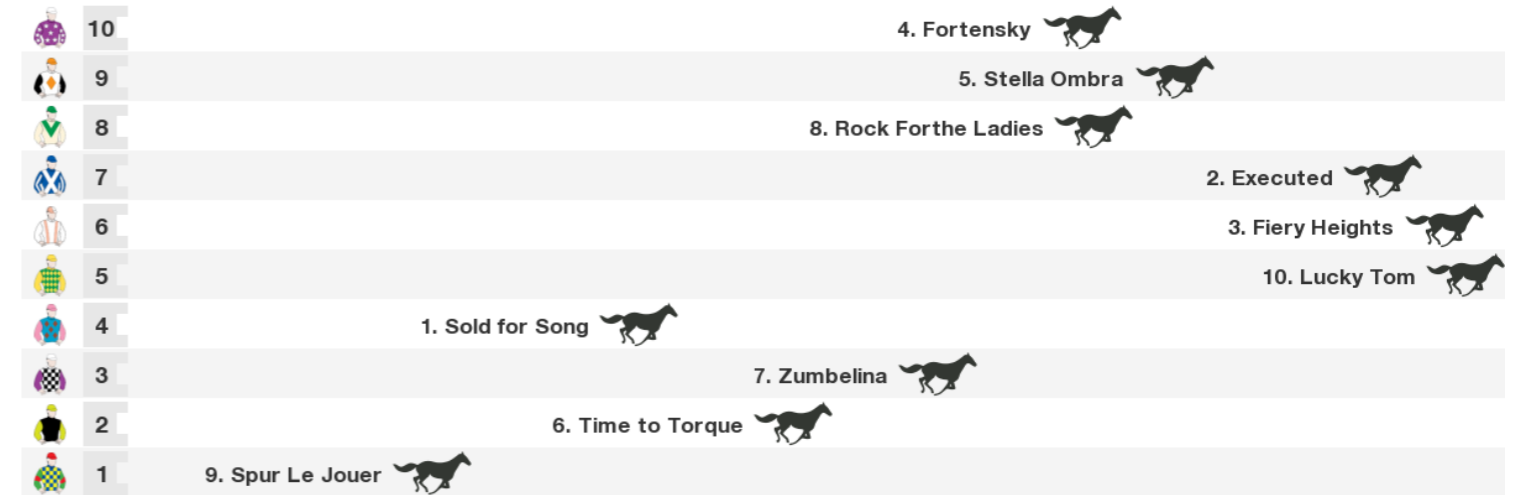 10 4. Fortensky
9 5. Stella Ombra
8 8. Rock Forthe Ladies
7 2. Executed
6 3. Fiery Heights
5 10. Lucky Tom
4 1. Sold for Song
3 7. Zumbelina
2 6. Time to Torque
1 9. Spur Le Jouer